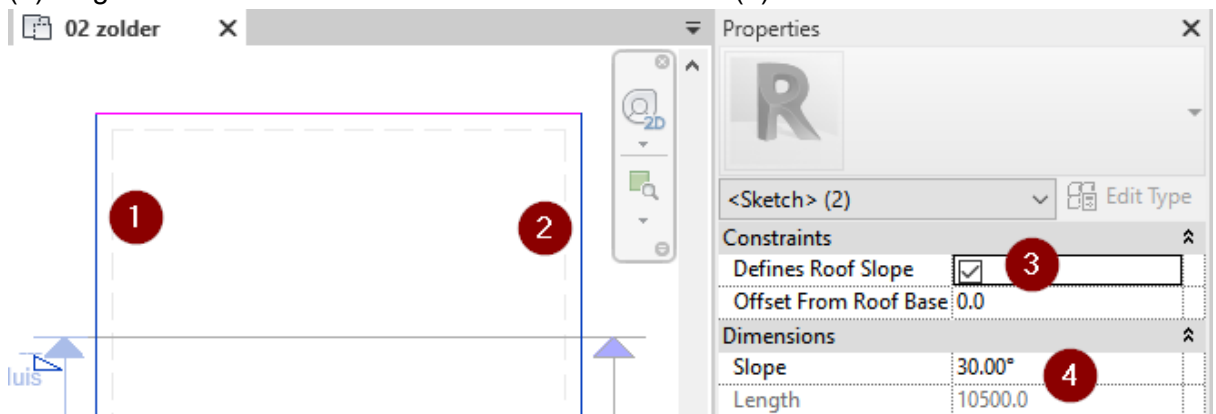 02 zolder
Properties
2D
R
1
2
<Sketch> (2)
Edit Type
Constraints
Defines Roof Slope
3
Offset From Roof Base 0.0
Dimensions
Slope 30.00°
4
Length 10500.0
luis